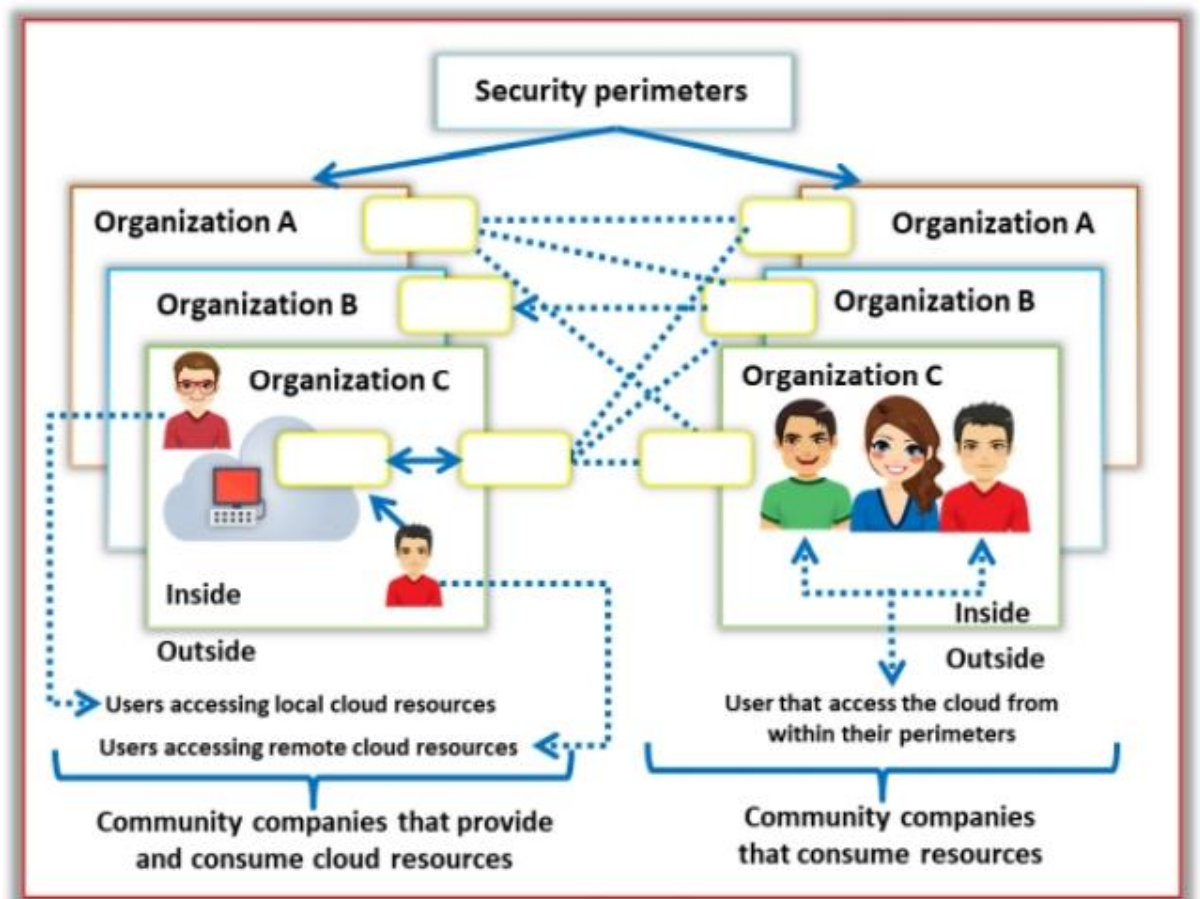 Security perimeters
Organization A
Organization A
Organization B
Organization B
Organization C
Organization C
Inside
Outside
Inside
Outside
Users accessing local cloud resources
Users accessing remote cloud resources
User that access the cloud from
within their perimeters
Community companies that provide
and consume cloud resources
Community companies
that consume resources